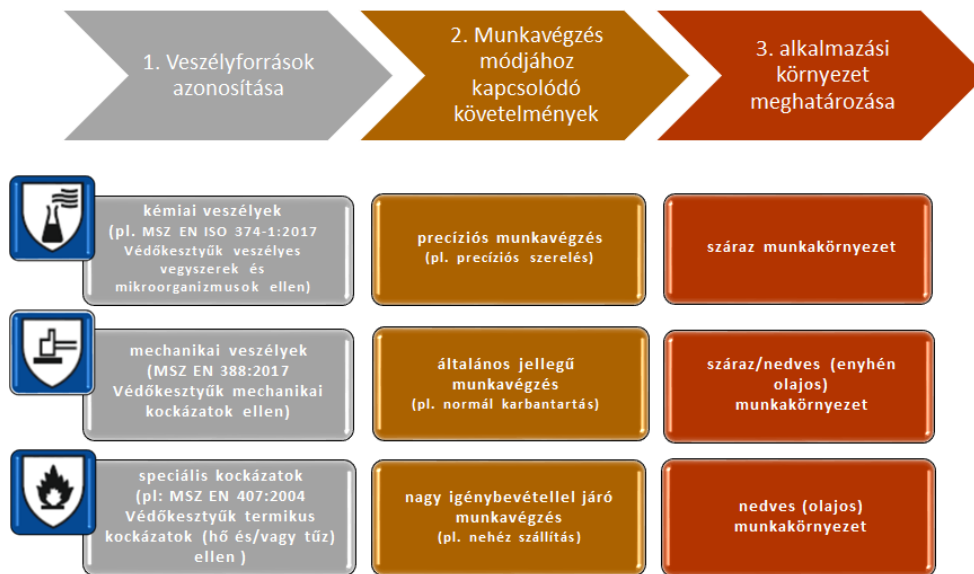 1. Veszélyforrások
azonosítása
2. Munkavégzés
módjához
kapcsolódó
követelmények
3. alkalmazási
környezet
meghatározása
kémiai veszélyek
(pl. MSZ EN ISO 374-1:2017
Védőkesztyűk veszélyes
vegyszerek és
mikroorganizmusok ellen)
precíziós munkavégzés
(pl. precíziós szerelés)
száraz munkakörnyezet
mechanikai veszélyek
(MSZ EN 388:2017
Védőkesztyűk mechanikai
kockázatok ellen)
általános jellegű
munkavégzés
(pl. normál karbantartás)
száraz/nedves (enyhén
olajos)
munkakörnyezet
speciális kockázatok
(pl: MSZ EN 407:2004
Védőkesztyűk termikus
kockázatok (hő és/vagy tűz)
ellen )
nagy igénybevétellel járó
munkavégzés
(pl. nehéz szállítás)
nedves (olajos)
munkakörnyezet